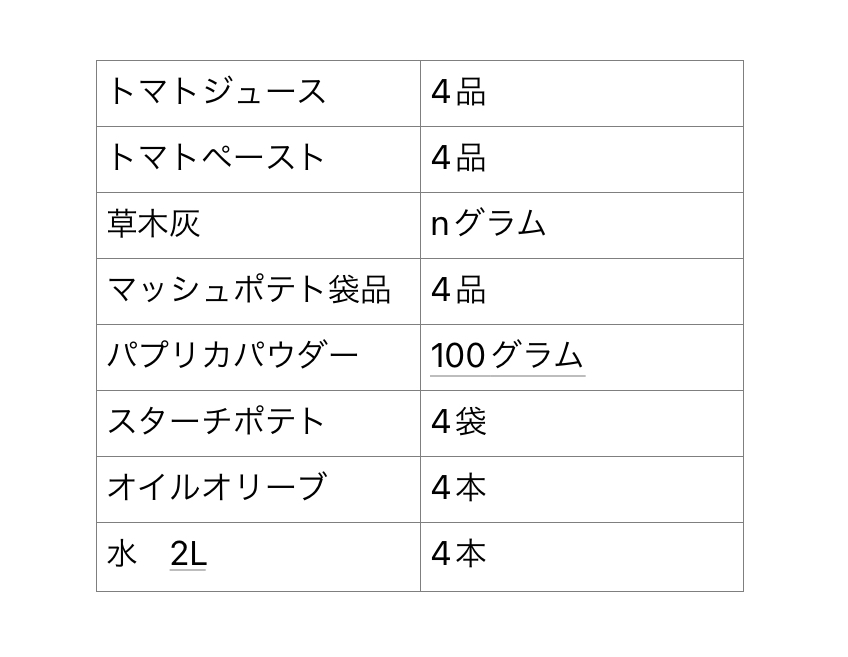 トマトジュース 4品
トマトペースト 4品
草木灰 nグラム
マッシュポテト袋品 4品
パプリカパウダー 100グラム
スターチポテト 4袋
オイルオリーブ 4本
水　2L 4本